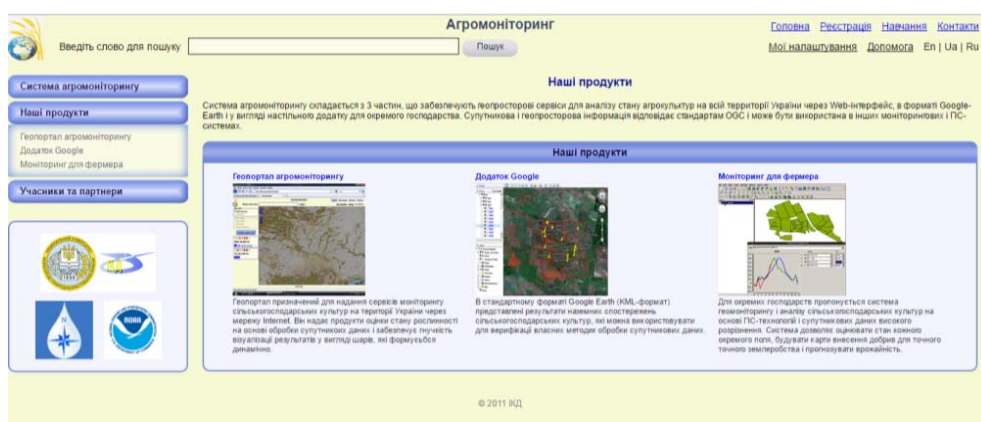 Агромоніторинг
Головна Реєстрація Навчання Контакти
Введіть слово для пошуку
Пошук
Мої налаштування Допомога En | Ua | Ru
Система агромоніторингу
Наші продукти
Геопортал агромоніторингу
Додаток Google
Моніторинг для фермера
Учасники та партнери
Наші продукти
Система агромоніторингу складається з 3 частин, що забезпечують геопросторові сервіси для аналізу стану агрокультур на всій території України через Web-інтерфейс, в форматі Google-
Earth і у вигляді настільного додатку для окремого господарства. Супутникова і геопросторова інформація відповідає стандартам OGC і може бути використана в інших моніторингових і ГІС-
системах.
Наші продукти
Геопортал агромоніторингу
Геопортал призначений для надання сервісів моніторингу
сільськогосподарських культур на території України через
мережу Internet. Він надає продукти оцінки стану рослинності
на основі обробки супутникових даних і забезпечує гнучкість
візуалізації результатів у вигляді шарів, які формуєьбся
динамічно.
Додаток Google
В стандартному форматі Google Earth (KML-формат)
представлені результати наземних спостережень
сільськогосподарських культур, які можна використовувати
для верифікації власних методик обробки супутникових даних.
Моніторинг для фермера
Для окремих господарств пропонується система
геомоніторингу і аналізу сільськогосподарських культур на
основі ГІС-технологій і супутникових даних високого
розрізнення. Система дозволяє оцінювати стан кожного
окремого поля, будувати карти внесення добрив для точного
точного землеробства і прогнозувати врожайність.
NOAA
N
© 2011 ІКД